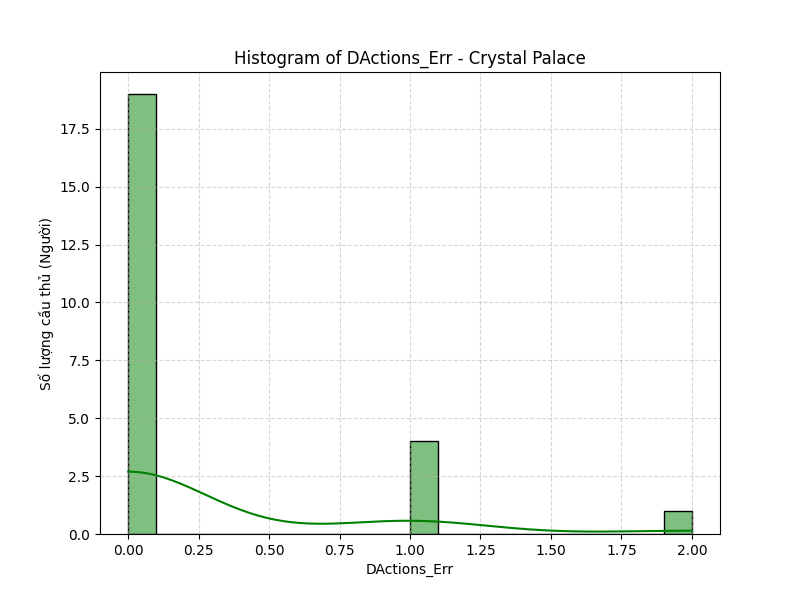 Histogram of DActions_Err - Crystal Palace
Số lượng cầu thủ (Người)
17.5
15.0
12.5
10.0
7.5
5.0
2.5
0.0
0.00 0.25 0.50 0.75 1.00 1.25 1.50 1.75 2.00
DActions_Err